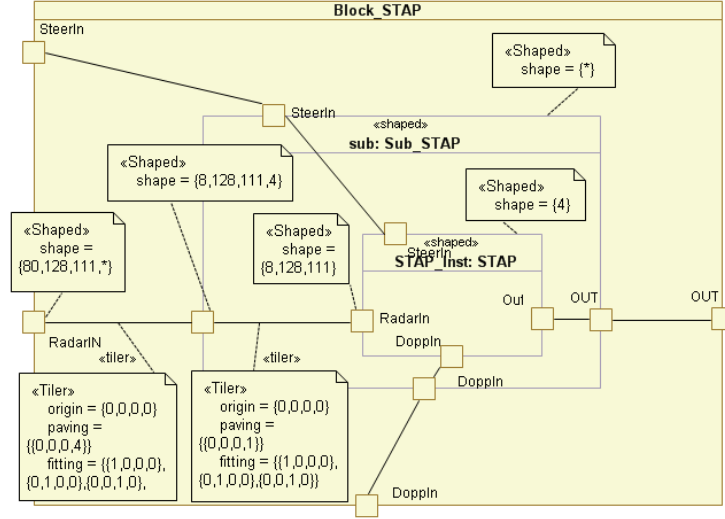 Block_STAP
SteerIn
«Shaped»
shape = {*}
SteerIn
«shaped»
sub: Sub_STAP
«Shaped»
shape = {8,128,111,4}
«Shaped»
shape = {4}
«Shaped»
shape =
{80,128,111,*}
«Shaped»
shape =
{8,128,111}
«shaped»
SteerIn
STAP_Inst: STAP
Out
OUT
OUT
RadarIn
RadarIN
DoppIn
«tiler»
«tiler»
DoppIn
«Tiler»
origin = {0,0,0,0}
paving =
{{0,0,0,4}}
fitting = {{1,0,0,0},
{0,1,0,0},{0,0,1,0},
«Tiler»
origin = {0,0,0,0}
paving =
{{0,0,0,1}}
fitting = {{1,0,0,0},
{0,1,0,0},{0,0,1,0}}
DoppIn